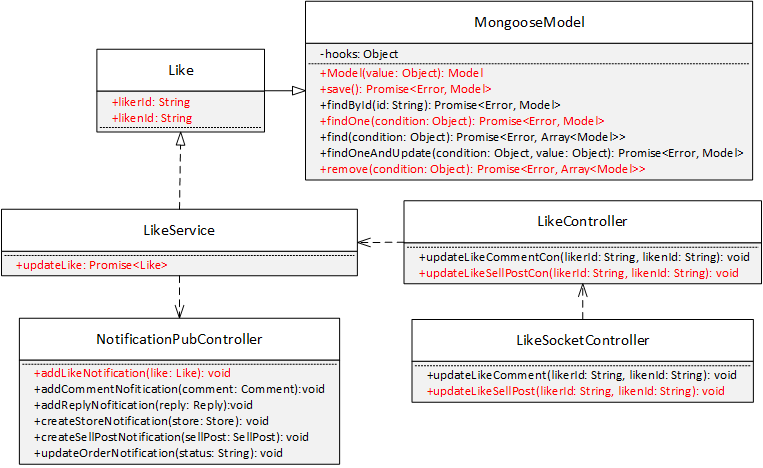 MongooseModel
-hooks: Object
+Model(value: Object): Model
+save(): Promise<Error, Model>
+findById(id: String): Promise<Error, Model>
+findOne(condition: Object): Promise<Error, Model>
+find(condition: Object): Promise<Error, Array<Model>>
+findOneAndUpdate(condition: Object, value: Object): Promise<Error, Model>
+remove(condition: Object): Promise<Error, Array<Model>>
Like
+likerId: String
+likenId: String
LikeService
+updateLike: Promise<Like>
LikeController
+updateLikeCommentCon(likerId: String, likenId: String): void
+updateLikeSellPostCon(likerId: String, likenId: String): void
NotificationPubController
+addLikeNotification(like: Like): void
+addCommentNofitication(comment: Comment):void
+addReplyNofitication(reply: Reply):void
+createStoreNotification(store: Store): void
+createSellPostNotification(sellPost: SellPost): void
+updateOrderNotification(status: String): void
LikeSocketController
+updateLikeComment(likerId: String, likenId: String): void
+updateLikeSellPost(likerId: String, likenId: String): void